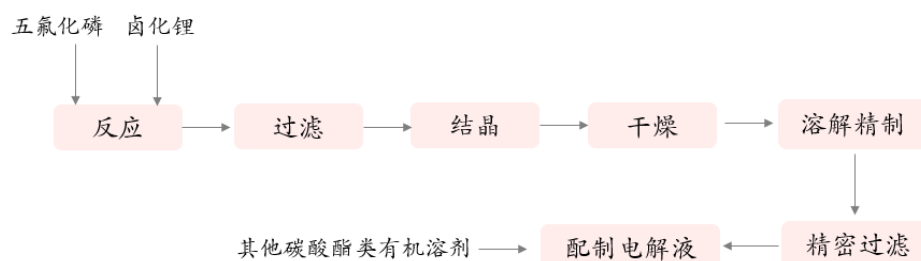 五氟化磷 卤化锂
反应
过滤
结晶
干燥
溶解精制
其他碳酸酯类有机溶剂
配制电解液
精密过滤